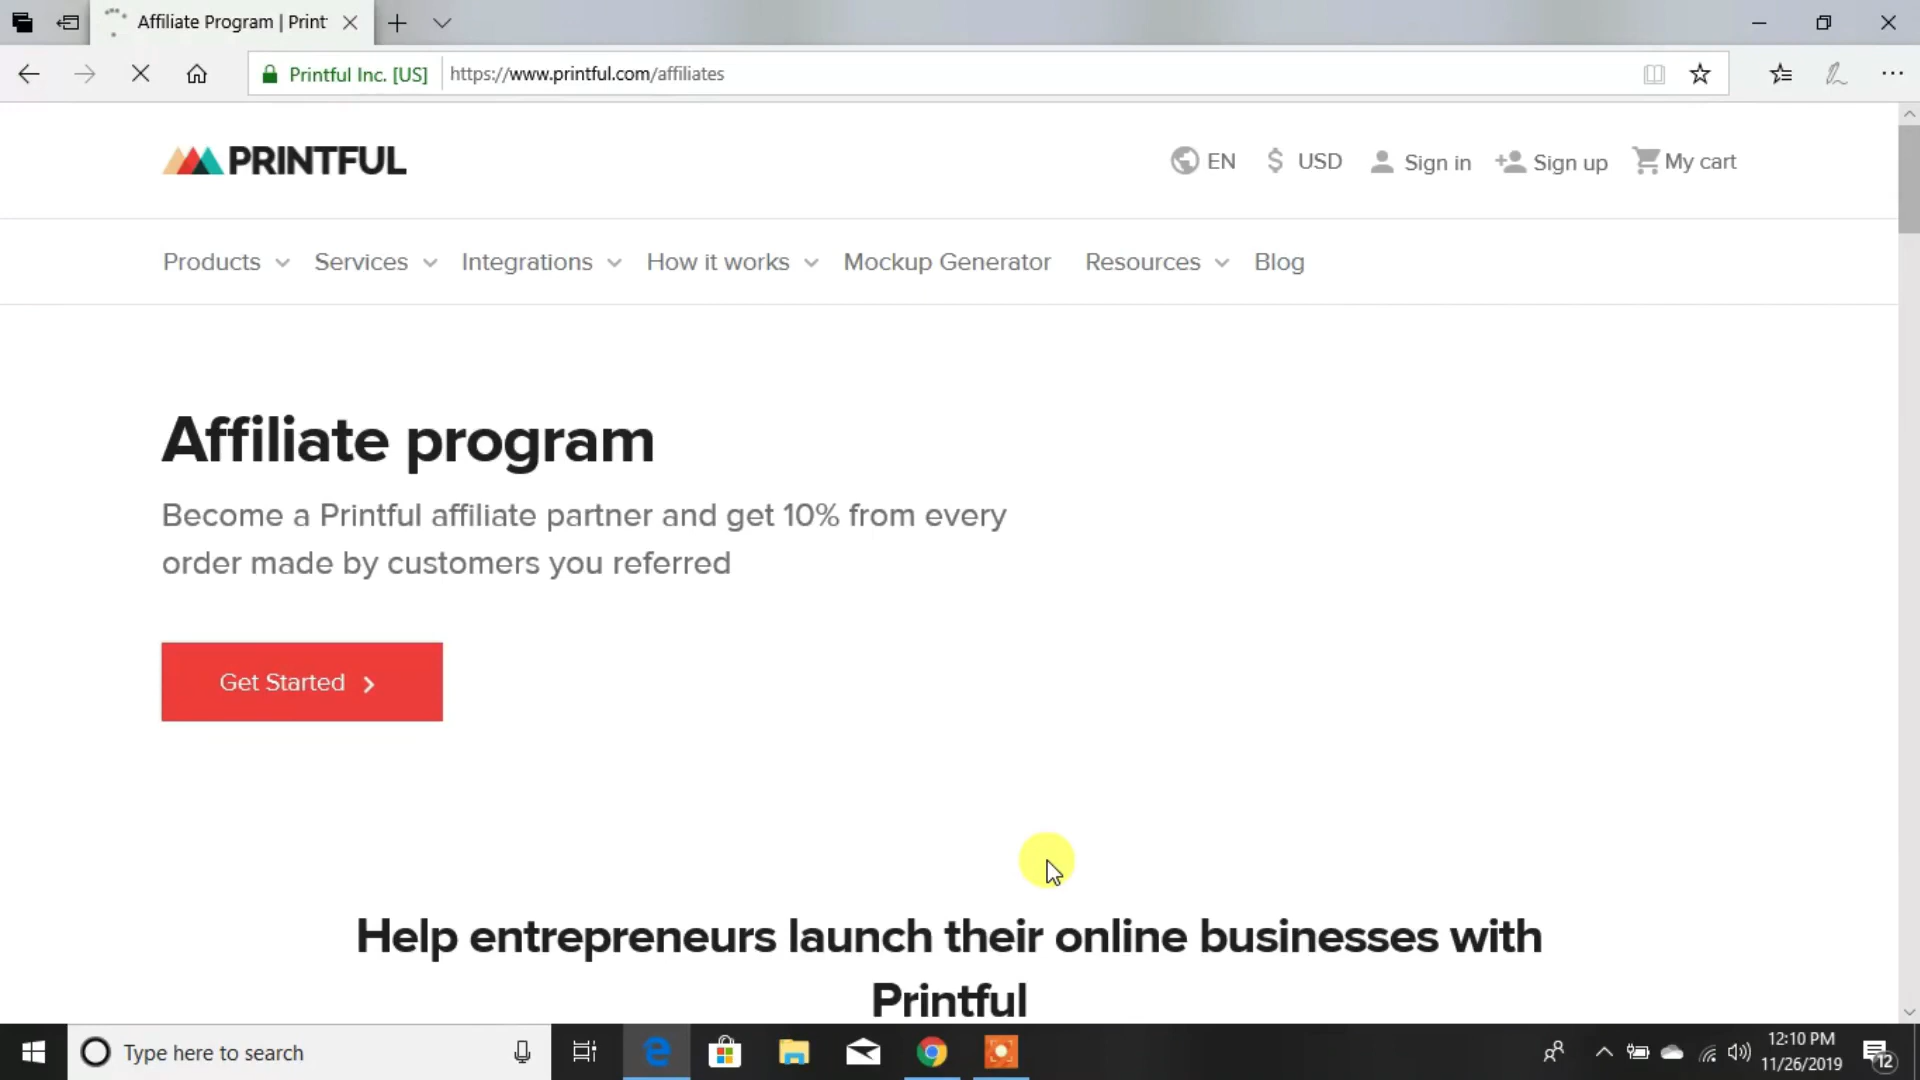 Affiliate Program | Print
Printful Inc. [US] https://www.printful.com/affiliates
PRINTFUL
EN USD Sign in Sign up My cart
Products Services Integrations How it works Mockup Generator Resources Blog
Affiliate program
Become a Printful affiliate partner and get 10% from every
order made by customers you referred
Get Started
Help entrepreneurs launch their online businesses with
Printful
Type here to search
12:10 PM
11/26/2019
12